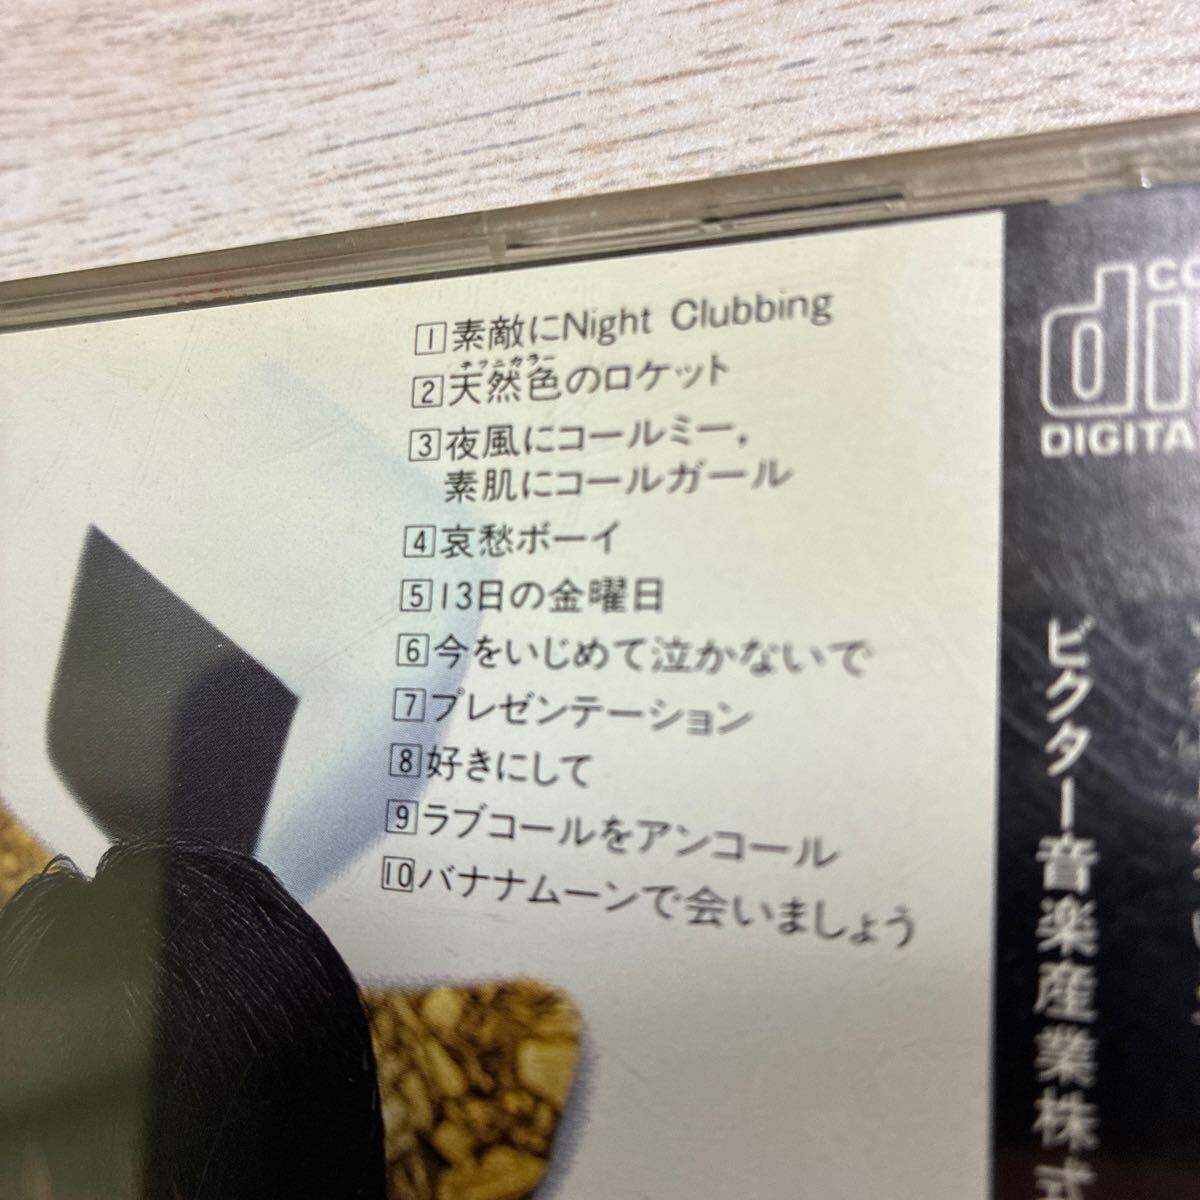 1 素敵にNight Clubbing
テクニカラー
2 天然色のロケット
3 夜風にコールミー,
素肌にコールガール
4 哀愁ボーイ
5 13日の金曜日
6 今をいじめて泣かないで
7 プレゼンテーション
8 好きにして
9 ラブコールをアンコール
10 バナナムーンで会いましょう
DIGITA
ビクター音楽産業株式